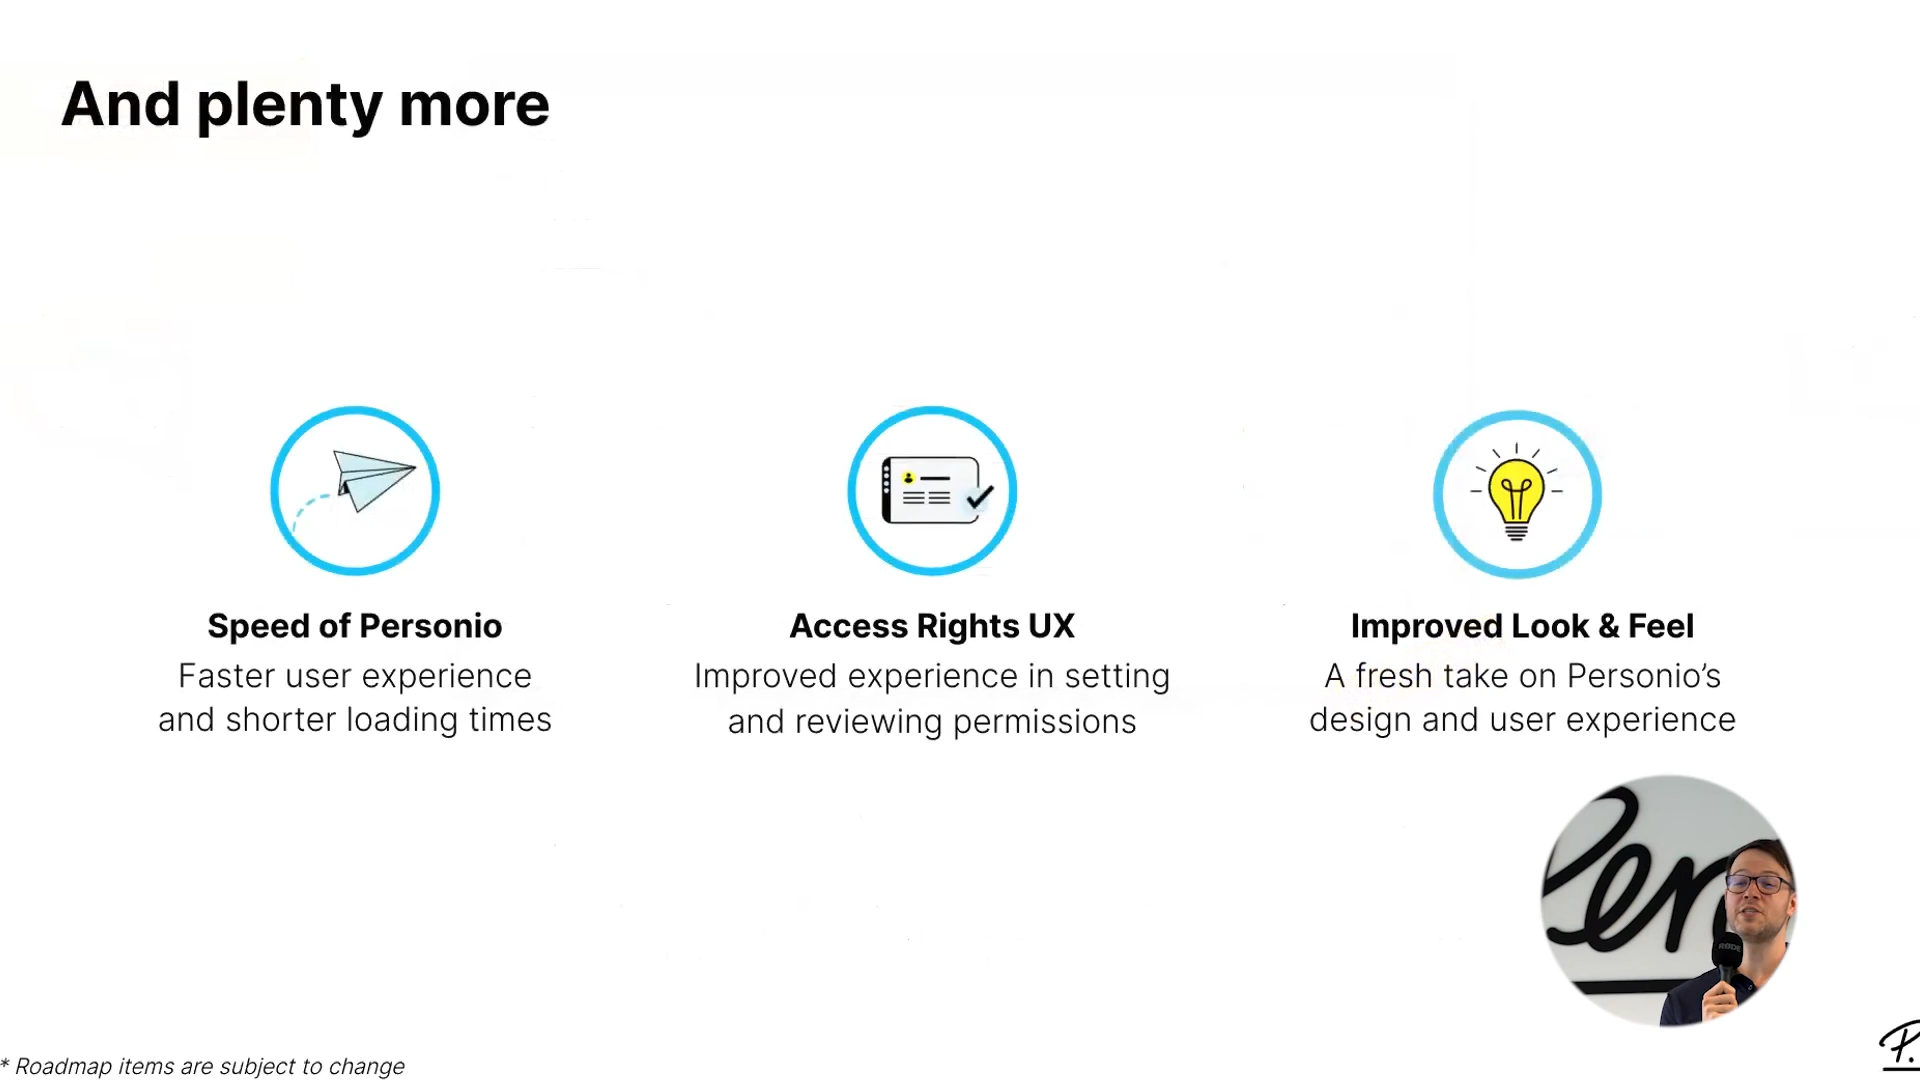 And plenty more
Speed of Personio
Faster user experience
and shorter loading times
Access Rights UX
Improved experience in setting
and reviewing permissions
Improved Look & Feel
A fresh take on Personio’s
design and user experience
Per
RØDE
* Roadmap items are subject to change
P.